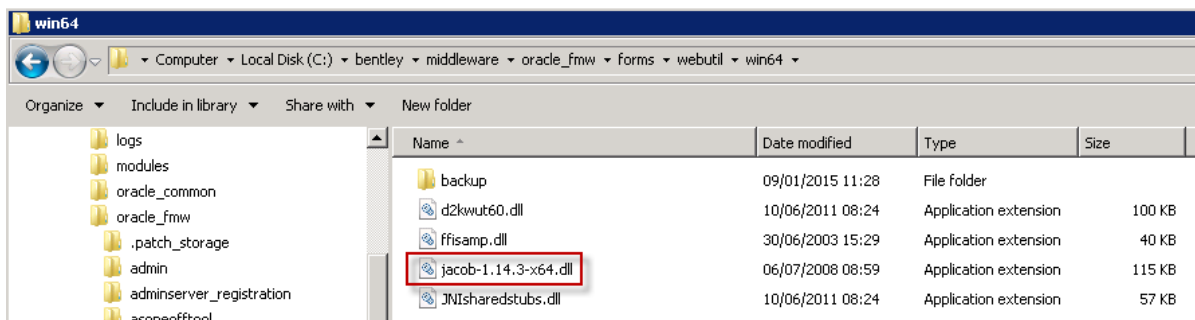 win64
Computer Local Disk (C:) bentley middleware oracle_fmw forms webutil win64
Organize Include in library Share with New folder
logs
modules
oracle_common
oracle_fmw
.patch_storage
admin
adminserver_registration
Name Date modified Type Size
backup 09/01/2015 11:28 File folder
d2kwut60.dll 10/06/2011 08:24 Application extension 100 KB
ffisamp.dll 30/06/2003 15:29 Application extension 40 KB
jacob-1.14.3-x64.dll 06/07/2008 08:59 Application extension 115 KB
JNIsharedstubs.dll 10/06/2011 08:24 Application extension 57 KB